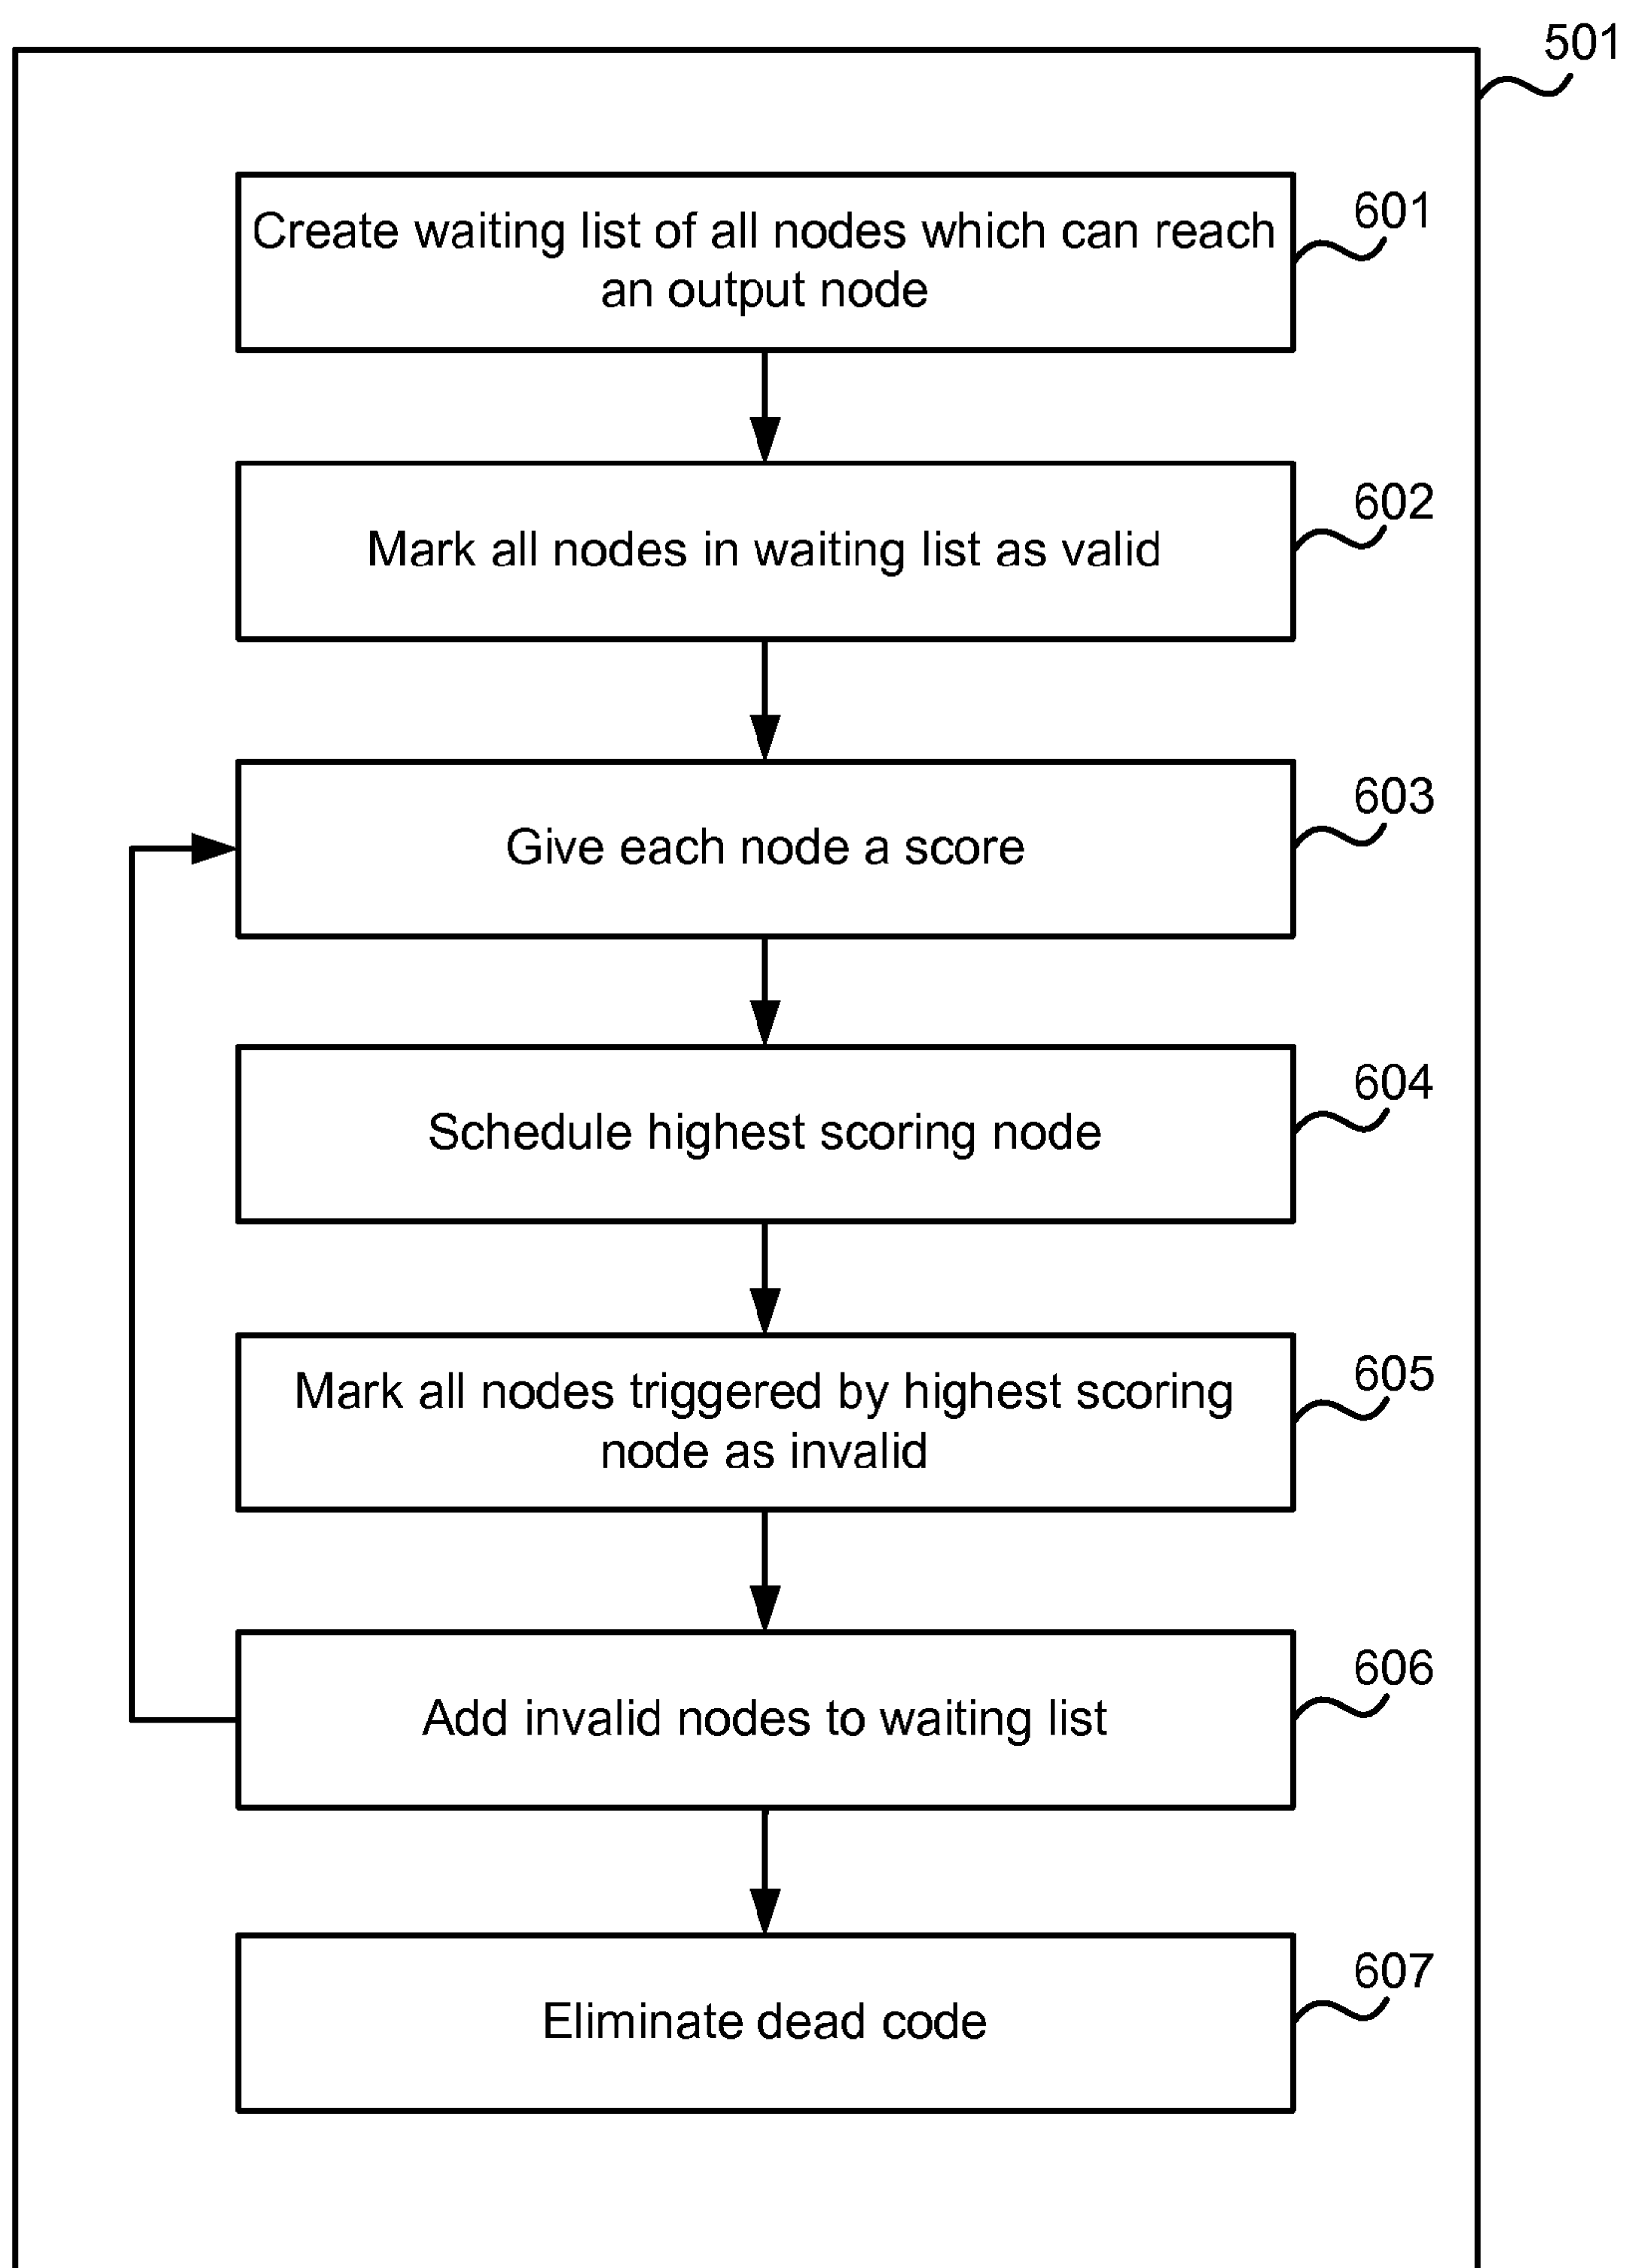 501
Create waiting list of all nodes which can reach
an output node
601
Mark all nodes in waiting list as valid
602
Give each node a score
603
Schedule highest scoring node
604
Mark all nodes triggered by highest scoring
node as invalid
605
Add invalid nodes to waiting list
606
Eliminate dead code
607